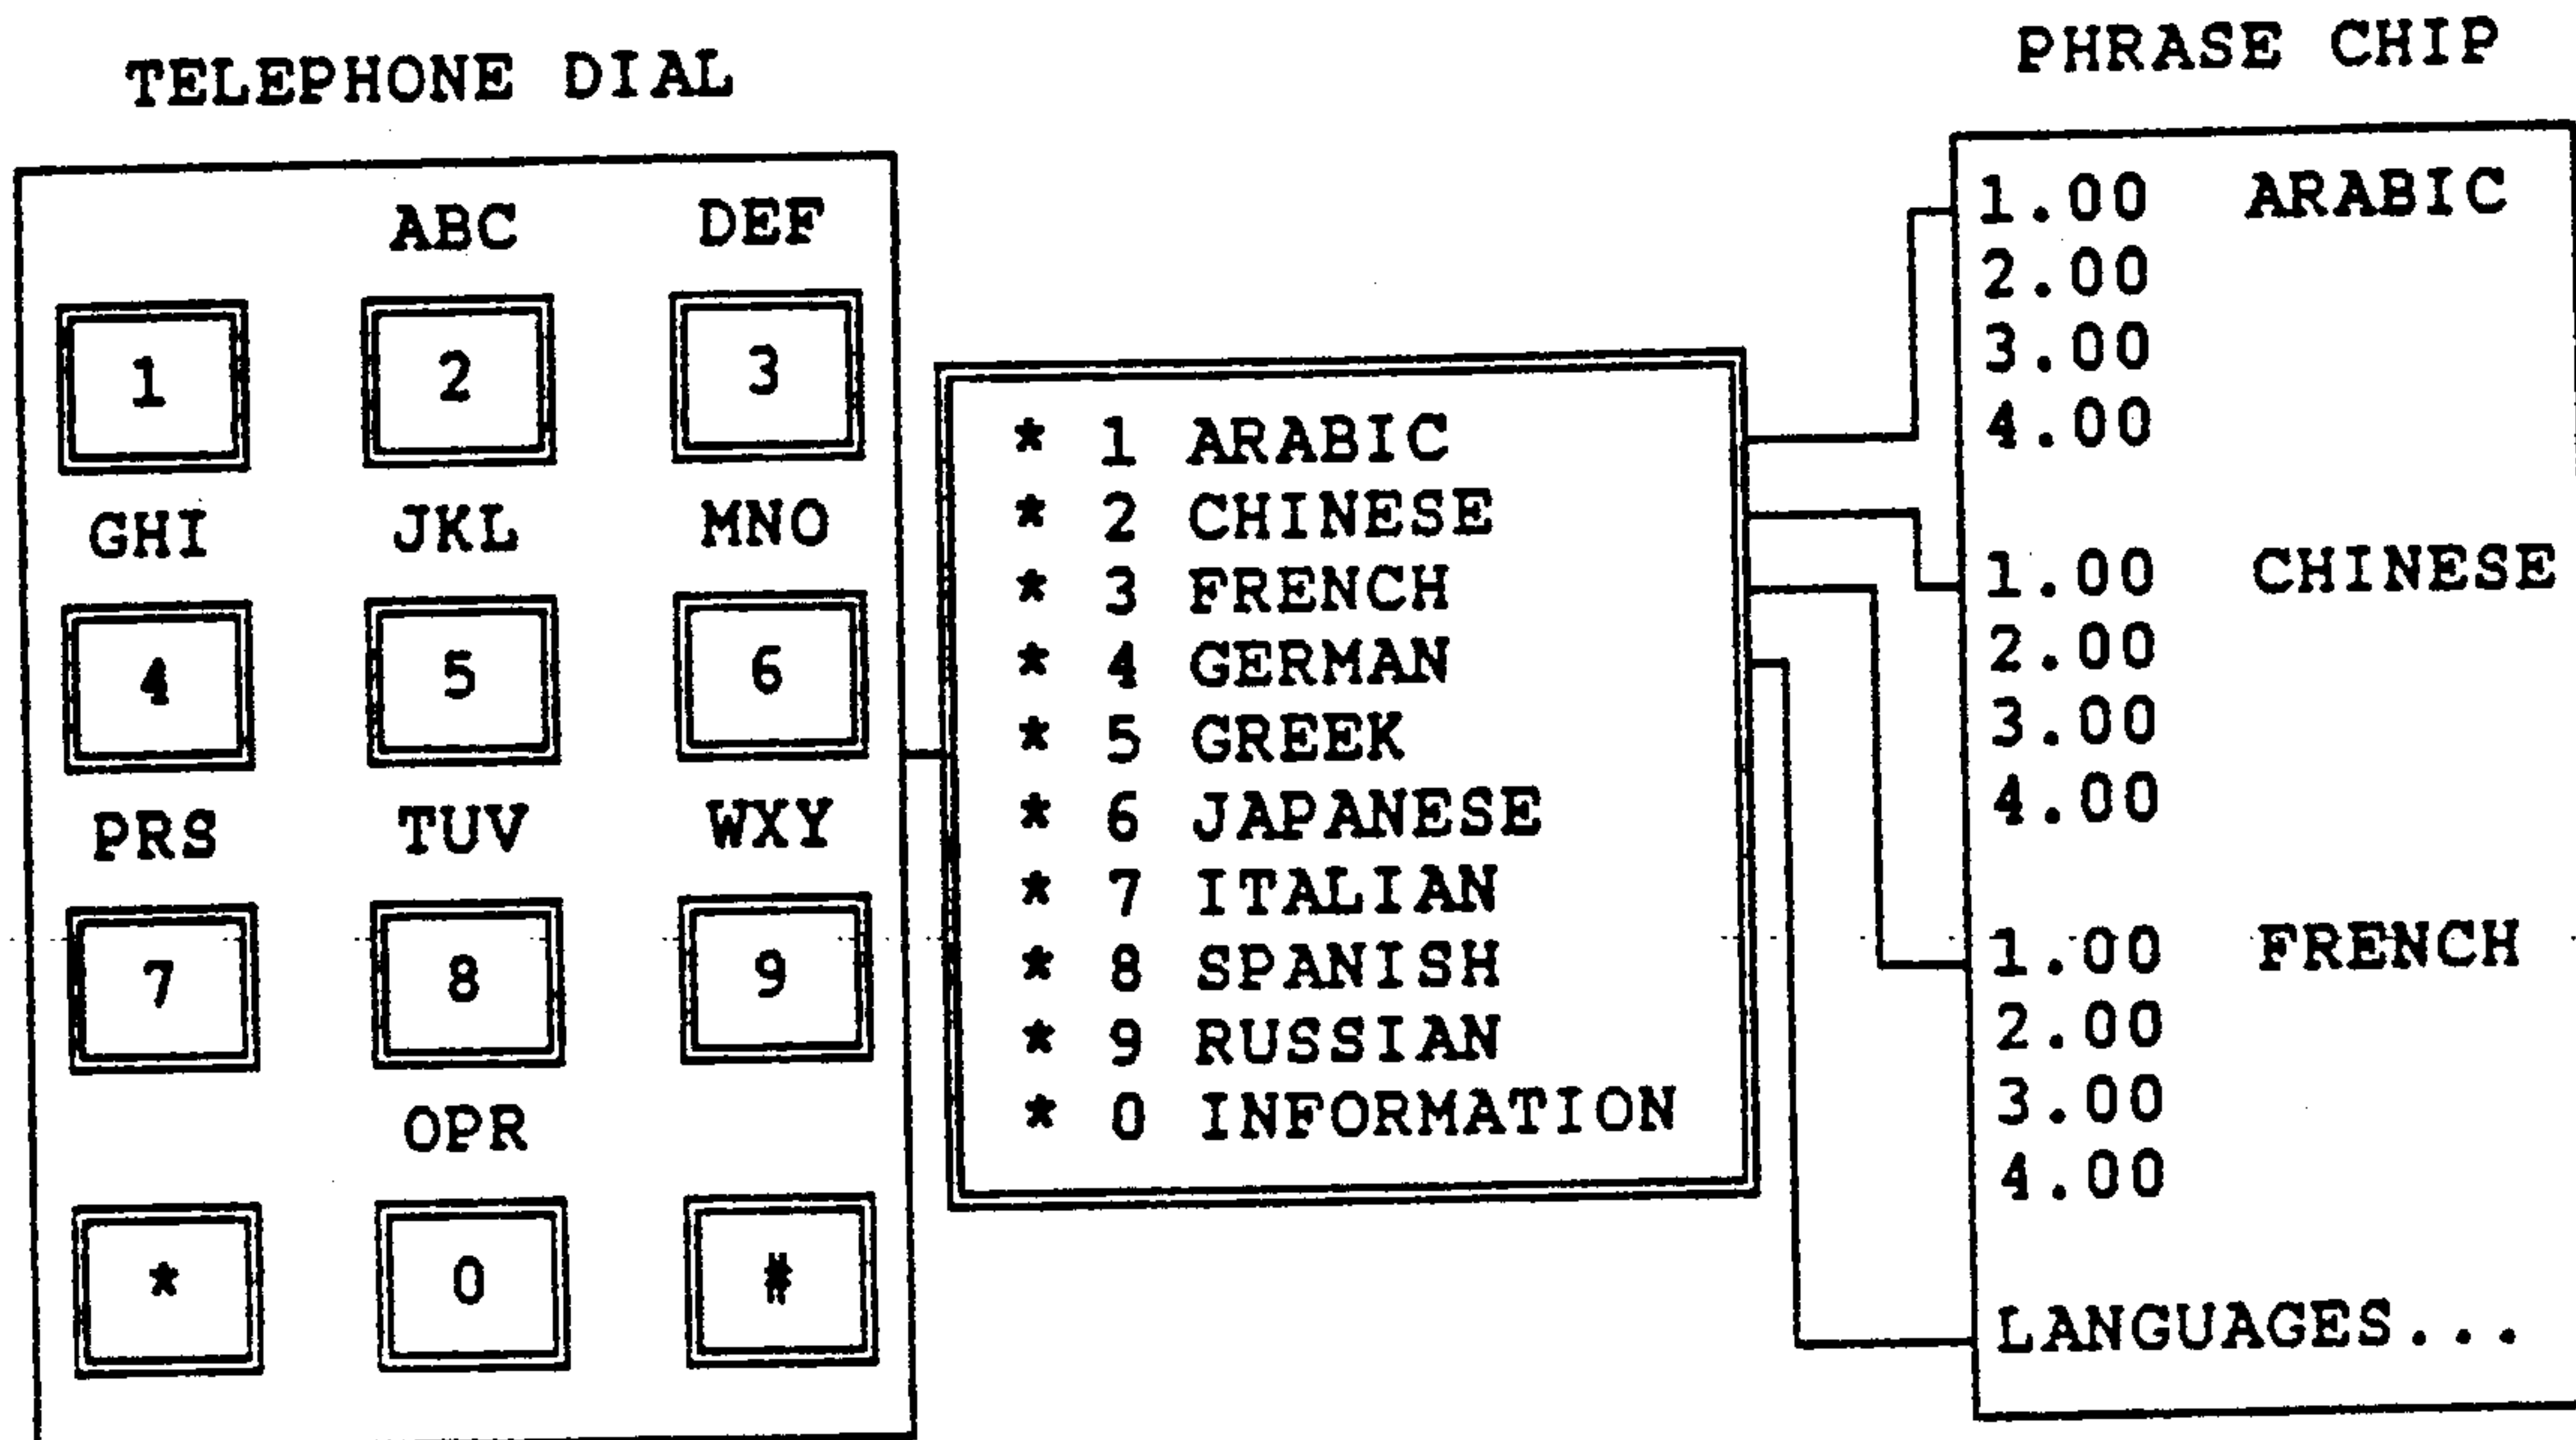 TELEPHONE DIAL
ABC DEF
1 2 3
GHI JKL MNO
4 5 6
PRS TUV WXY
7 8 9
OPR
* 0 #
* 1 ARABIC
* 2 CHINESE
* 3 FRENCH
* 4 GERMAN
* 5 GREEK
* 6 JAPANESE
* 7 ITALIAN
* 8 SPANISH
* 9 RUSSIAN
* 0 INFORMATION
PHRASE CHIP
1.00 ARABIC
2.00
3.00
4.00
1.00 CHINESE
2.00
3.00
4.00
1.00 FRENCH
2.00
3.00
4.00
LANGUAGES...